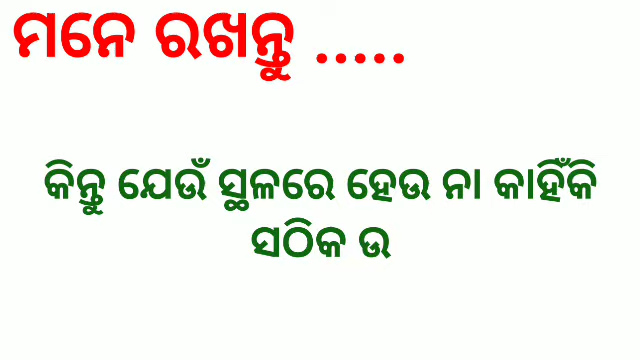 ମନେ ରଖନ୍ତୁ .....
କିନ୍ତୁ ଯେଉଁ ସ୍ଥଳରେ ହେଉ ନା କାହିଁକି
ସଠିକ ଉ